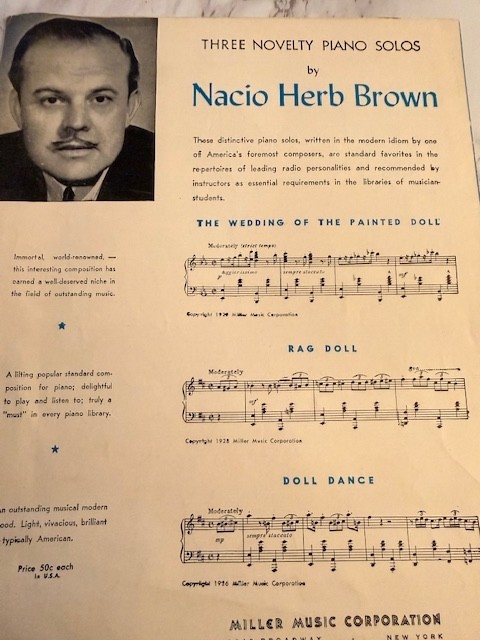 THREE NOVELTY PIANO SOLOS
by
Nacio Herb Brown
These distinctive piano solos, written in the modern idiom by one
of America's foremost composers, are standard favorites in the
repertoires of leading radio personalities and recommended by
instructors as essential requirements in the libraries of musician-
students.
THE WEDDING OF THE PAINTED DOLL
Immortal, world-renowned, —
this interesting composition has
earned a well-deserved niche in
the field of outstanding music.
Moderately (strict tempo)
p leggierissimo
sempre staccato
mf
Copyright 1929 Miller Music Corporation
RAG DOLL
A lilting popular standard com-
position for piano; delightful
to play and listen to; truly a
"must" in every piano library.
Moderately
mf
8va
Copyright 1928 Miller Music Corporation
DOLL DANCE
An outstanding musical modern
ood. Light, vivacious, brilliant
typically American.
Moderately
mp
sempre staccato
Copyright 1926 Miller Music Corporation
Price 50c each
in U.S.A.
MILLER MUSIC CORPORATION
BROADWAY NEW YORK